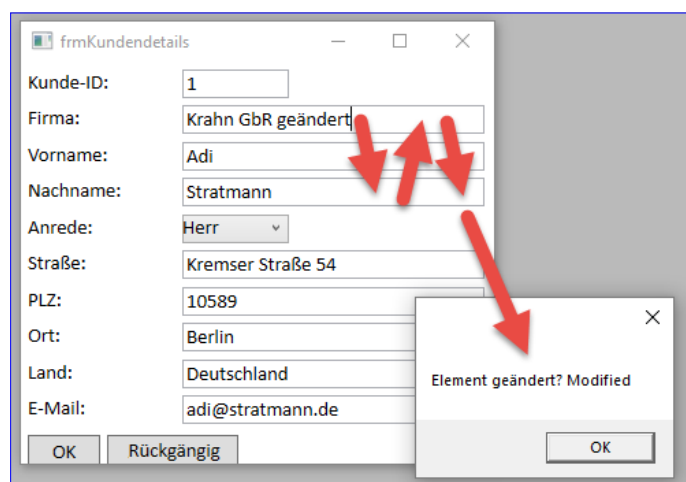 frmKundendetails
Kunde-ID: 1
Firma: Krahn GbR geändert
Vorname: Adi
Nachname: Stratmann
Anrede: Herr
Straße: Kremser Straße 54
PLZ: 10589
Ort: Berlin
Land: Deutschland
E-Mail: adi@stratmann.de
OK Rückgängig
Element geändert? Modified
OK